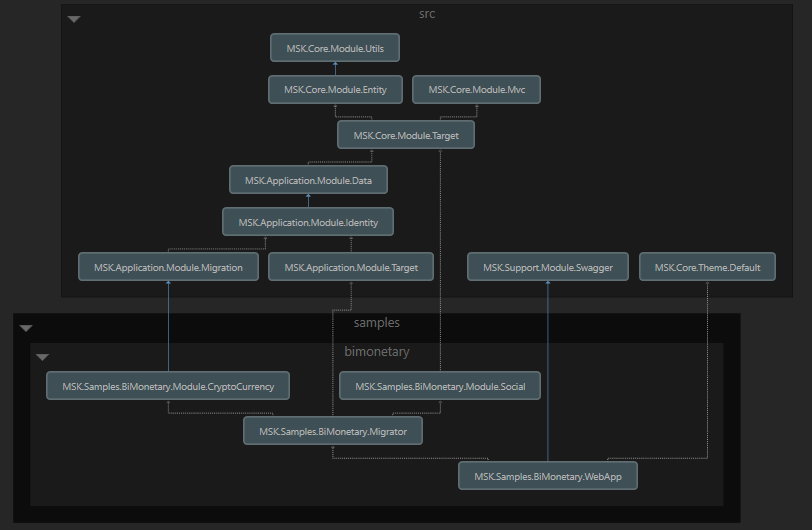 src
MSK.Core.Module.Utils
MSK.Core.Module.Entity
MSK.Core.Module.Mvc
MSK.Core.Module.Target
MSK.Application.Module.Data
MSK.Application.Module.Identity
MSK.Application.Module.Migration
MSK.Application.Module.Target
MSK.Support.Module.Swagger
MSK.Core.Theme.Default
samples
bimonetary
MSK.Samples.BiMonetary.Module.CryptoCurrency
MSK.Samples.BiMonetary.Module.Social
MSK.Samples.BiMonetary.Migrator
MSK.Samples.BiMonetary.WebApp